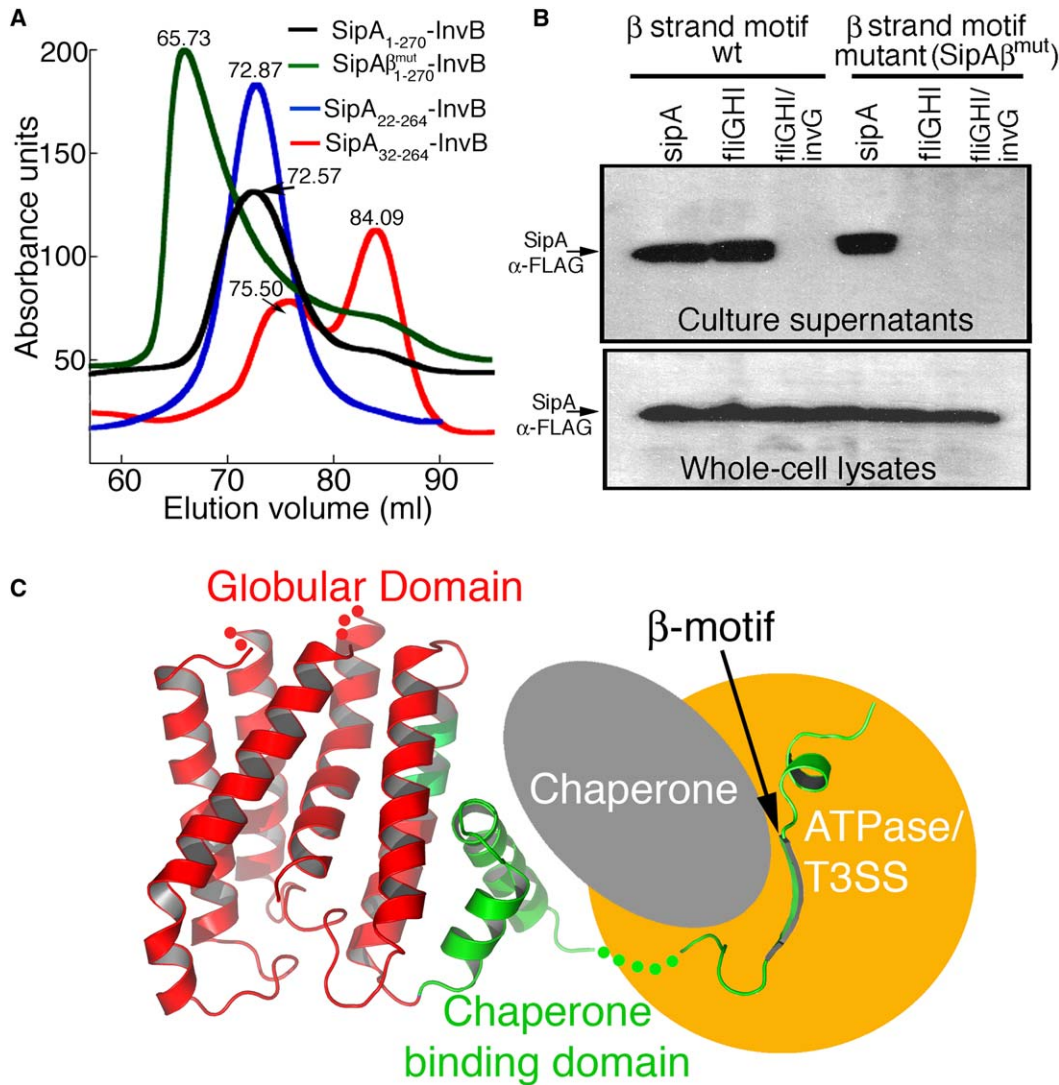 A
Absorbance units
200
150
100
50
60 70 80 90
Elution volume (ml)
65.73
72.87
72.57
84.09
75.50
SipA1-270-InvB
SipAβmut1-270-InvB
SipA22-264-InvB
SipA32-264-InvB
B
β strand motif
wt
β strand motif
mutant (SipAβmut)
sipA
fliGHI
fliGHI/
invG
sipA
fliGHI
fliGHI/
invG
SipA
α-FLAG
Culture supernatants
SipA
α-FLAG
Whole-cell lysates
C
Globular Domain
β-motif
Chaperone
ATPase/
T3SS
Chaperone
binding domain